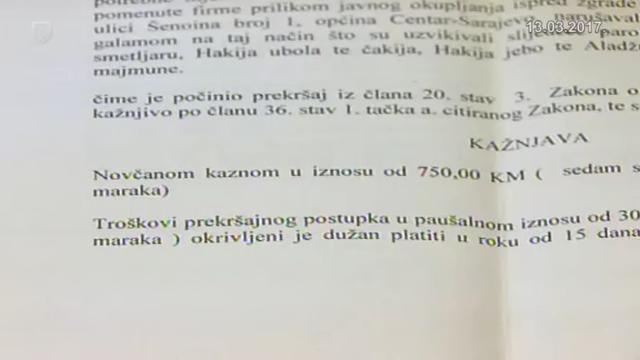 pomenute firme prilikom javnog okupljanja ispred zgrade
13.03.2017
ulici Šenoina broj 1. općina Centar-Sarajevo narušava
galamom na taj način što su uzvikivali
smetljaru, Hakija ubola te čakija, Hakija jebo te Aladž
majmune.
čime je počinio prekršaj iz člana 20. stav 3. Zakona o
kažnjivo po članu 36. stav 1. tačka a. citiranog Zakona, te s
KAŽNJAVA
Novčanom kaznom u iznosu od 750,00 KM ( sedam s
maraka)
Troškovi prekršajnog postupka u paušalnom iznosu od 30
maraka ) okrivljeni je dužan platiti u roku od 15 dana